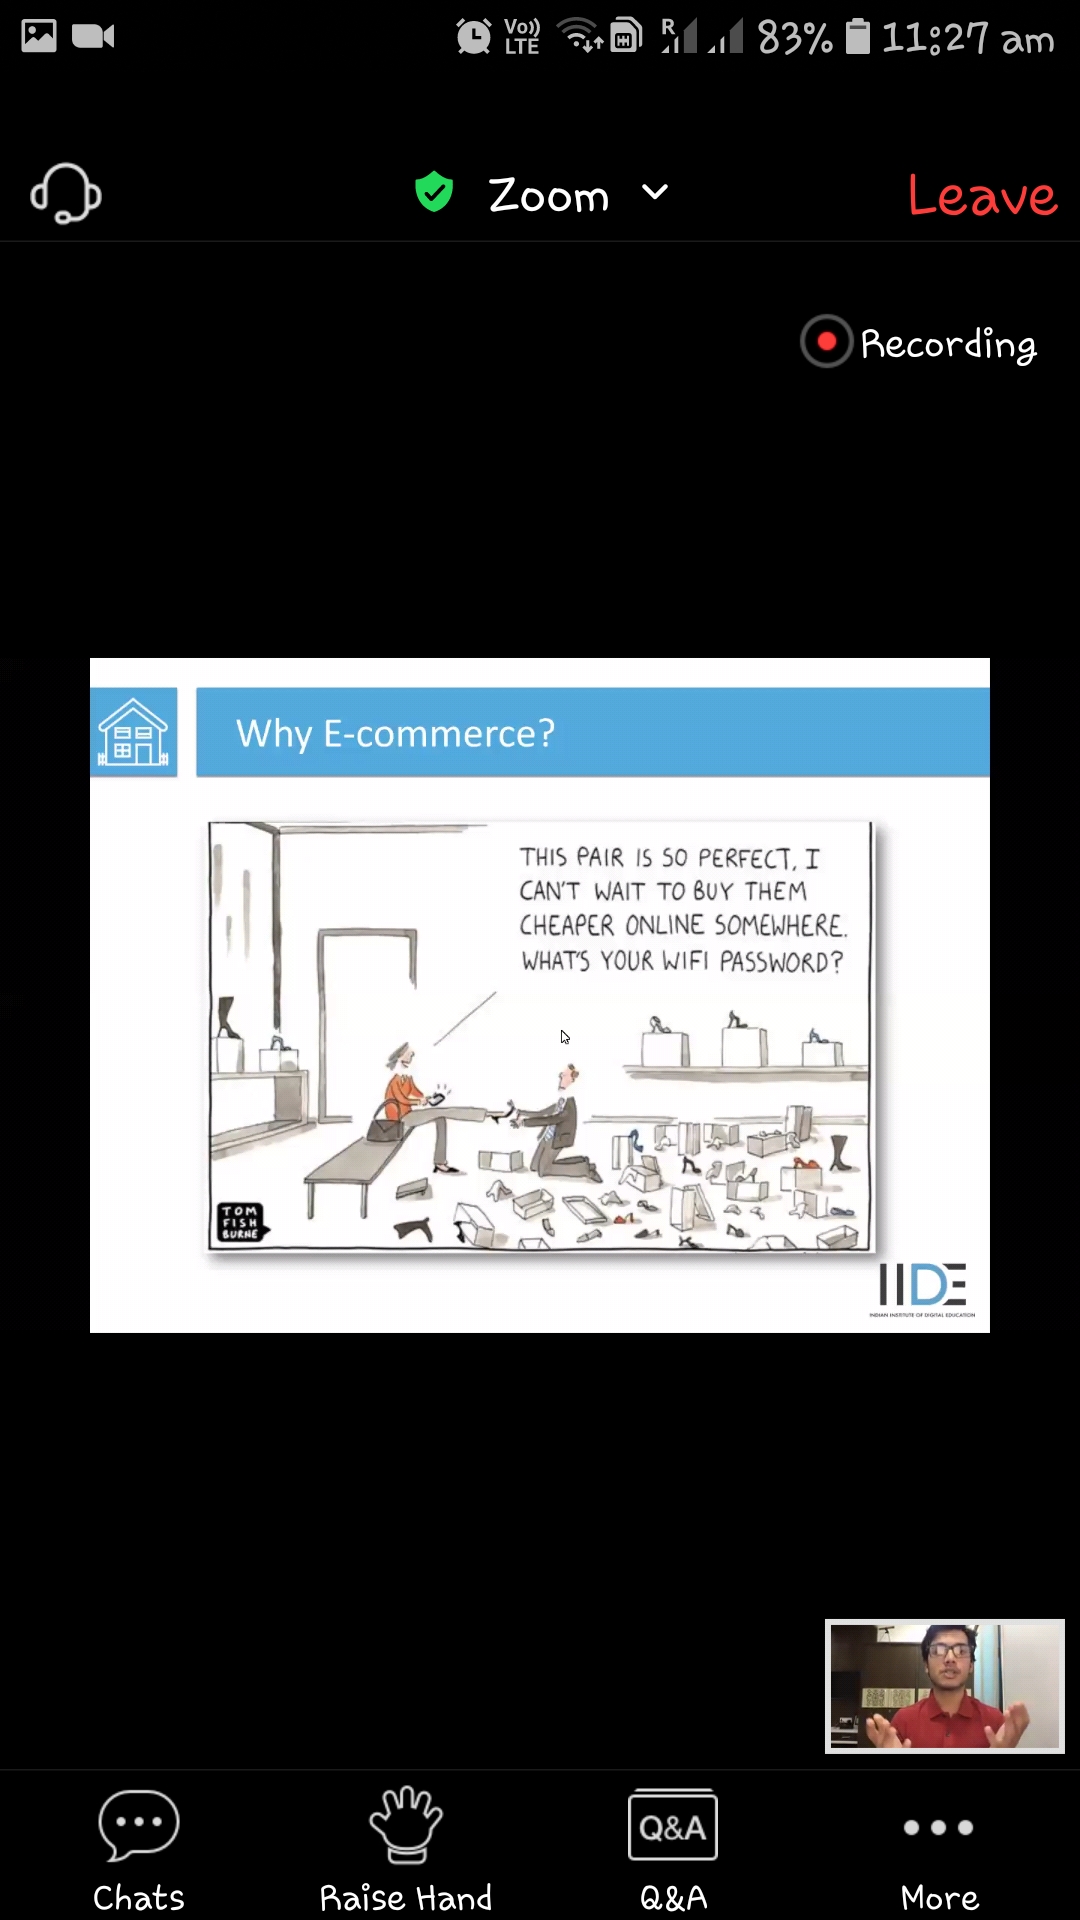 Vo)) LTE R 83% 11:27 am
Zoom Leave
Recording
Why E-commerce?
THIS PAIR IS SO PERFECT, I
CAN'T WAIT TO BUY THEM
CHEAPER ONLINE SOMEWHERE.
WHAT'S YOUR WIFI PASSWORD?
TOM
FISH
BURNE
IIDE
INDIAN INSTITUTE OF DIGITAL EDUCATION
Q&A
Chats Raise Hand Q&A More